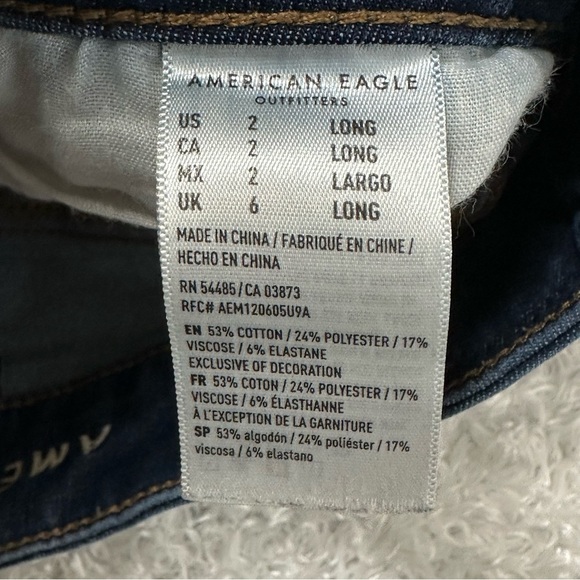 AMERICAN EAGLE
OUTFITTERS
US 2 LONG
CA 2 LONG
MX 2 LARGO
UK 6 LONG
MADE IN CHINA / FABRIQUÉ EN CHINE /
HECHO EN CHINA
RN 54485 / CA 03873
RFC# AEM120605U9A
EN 53% COTTON / 24% POLYESTER / 17%
VISCOSE / 6% ELASTANE
EXCLUSIVE OF DECORATION
FR 53% COTON / 24% POLYESTER / 17%
VISCOSE / 6% ÉLASTHANNE
À L'EXCEPTION DE LA GARNITURE
SP 53% algodón / 24% poliéster / 17%
viscosa / 6% elastano
AME